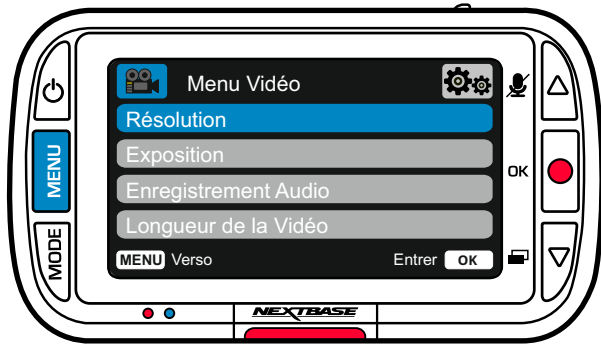 Menu Vidéo
Résolution
Exposition
Enregistrement Audio
Longueur de la Vidéo
MENU Verso Entrer OK
MENU
MODE
OK
NEXTBASE